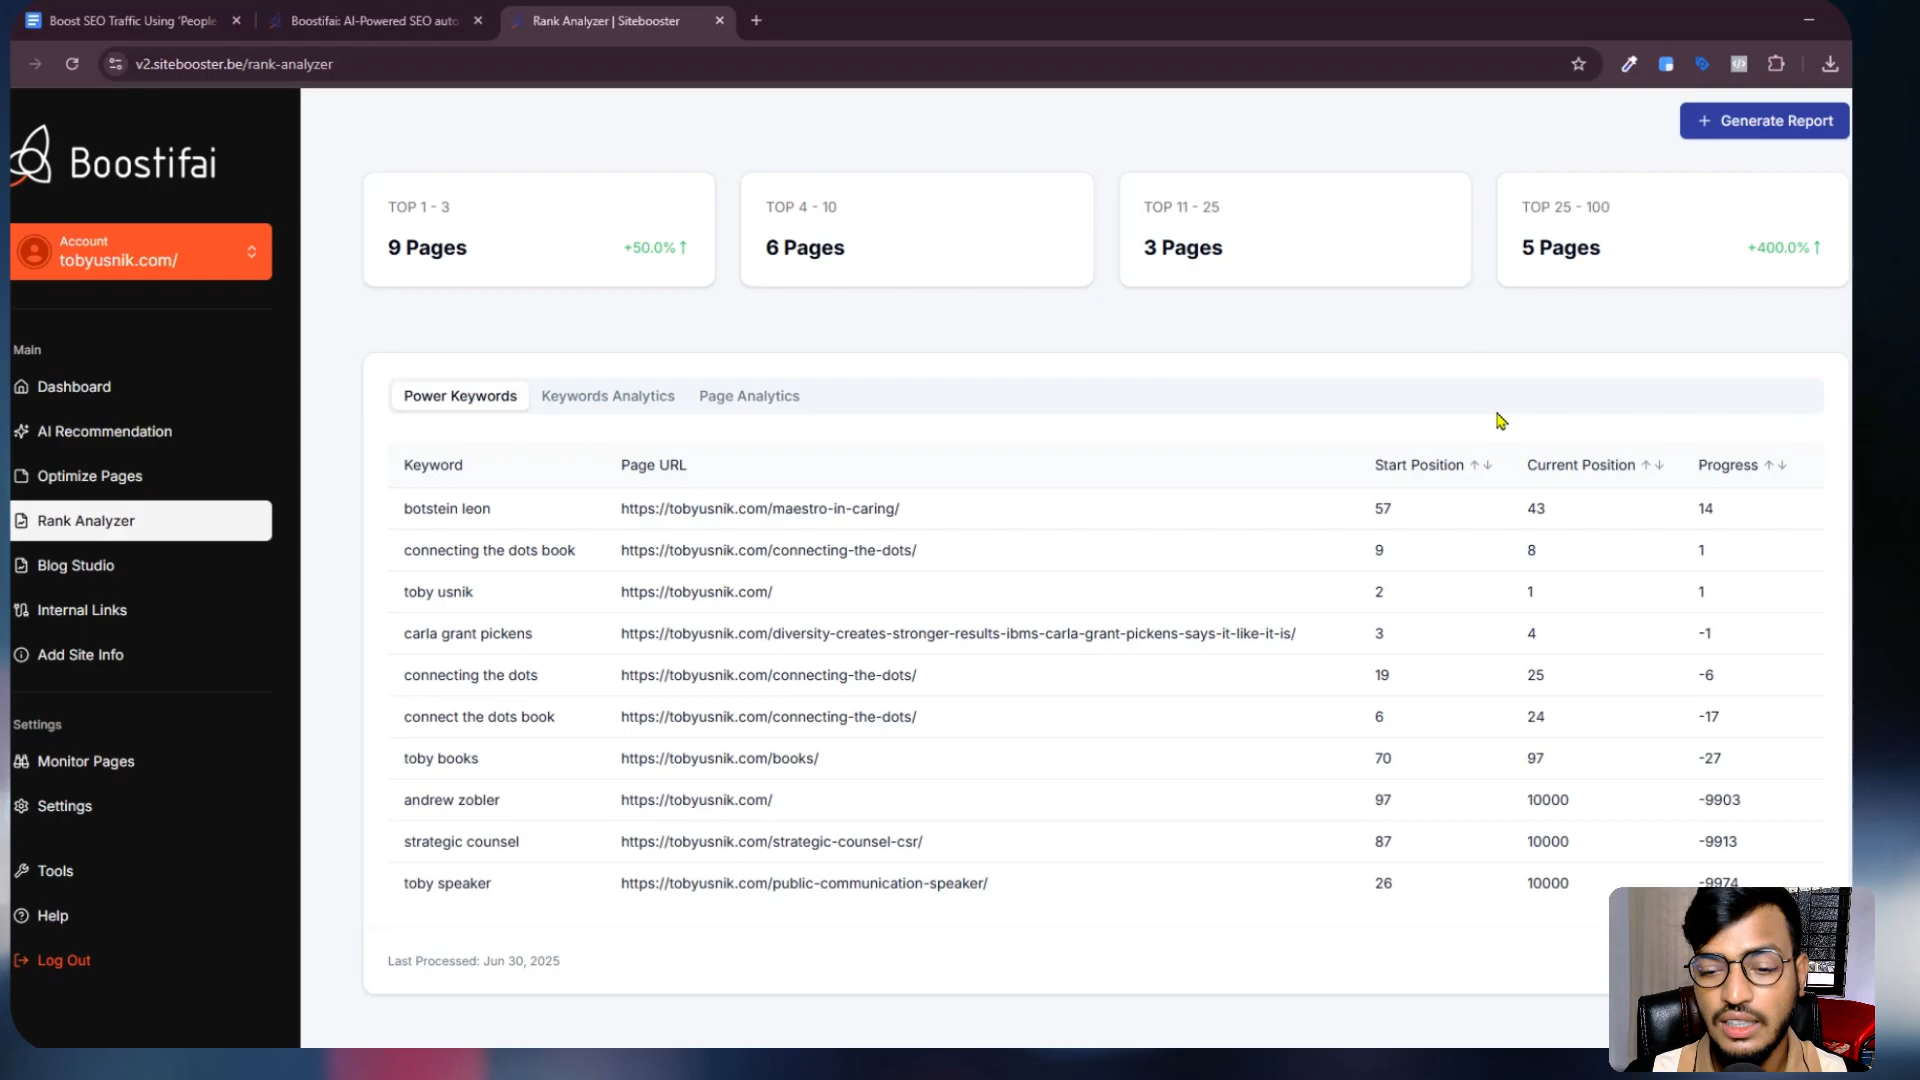 Boost SEO Traffic Using 'People
Boostifai: AI-Powered SEO auto
Rank Analyzer | Sitebooster
v2.sitebooster.be/rank-analyzer
Boostifai
Account
tobyusnik.com/
Main
Dashboard
AI Recommendation
Optimize Pages
Rank Analyzer
Blog Studio
Internal Links
Add Site Info
Settings
Monitor Pages
Settings
Tools
Help
Log Out
+ Generate Report
TOP 1 - 3
9 Pages +50.0% ↑
TOP 4 - 10
6 Pages
TOP 11 - 25
3 Pages
TOP 25 - 100
5 Pages +400.0% ↑
Power Keywords Keywords Analytics Page Analytics
Keyword Page URL Start Position ↑↓ Current Position ↑↓ Progress ↑↓
botstein leon https://tobyusnik.com/maestro-in-caring/ 57 43 14
connecting the dots book https://tobyusnik.com/connecting-the-dots/ 9 8 1
toby usnik https://tobyusnik.com/ 2 1 1
carla grant pickens https://tobyusnik.com/diversity-creates-stronger-results-ibms-carla-grant-pickens-says-it-like-it-is/ 3 4 -1
connecting the dots https://tobyusnik.com/connecting-the-dots/ 19 25 -6
connect the dots book https://tobyusnik.com/connecting-the-dots/ 6 24 -17
toby books https://tobyusnik.com/books/ 70 97 -27
andrew zobler https://tobyusnik.com/ 97 10000 -9903
strategic counsel https://tobyusnik.com/strategic-counsel-csr/ 87 10000 -9913
toby speaker https://tobyusnik.com/public-communication-speaker/ 26 10000 -9974
Last Processed: Jun 30, 2025